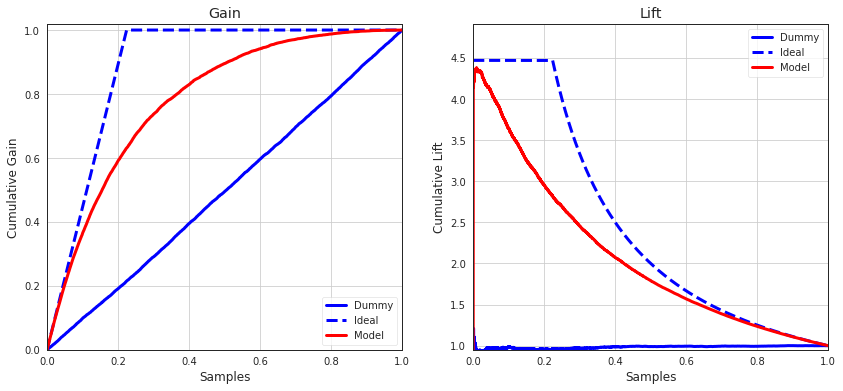 Gain
Cumulative Gain
1.0
0.8
0.6
0.4
0.2
0.0
0.0 0.2 0.4 0.6 0.8 1.0
Samples
Dummy
Ideal
Model
Lift
Cumulative Lift
4.5
4.0
3.5
3.0
2.5
2.0
1.5
1.0
0.0 0.2 0.4 0.6 0.8 1.0
Samples
Dummy
Ideal
Model